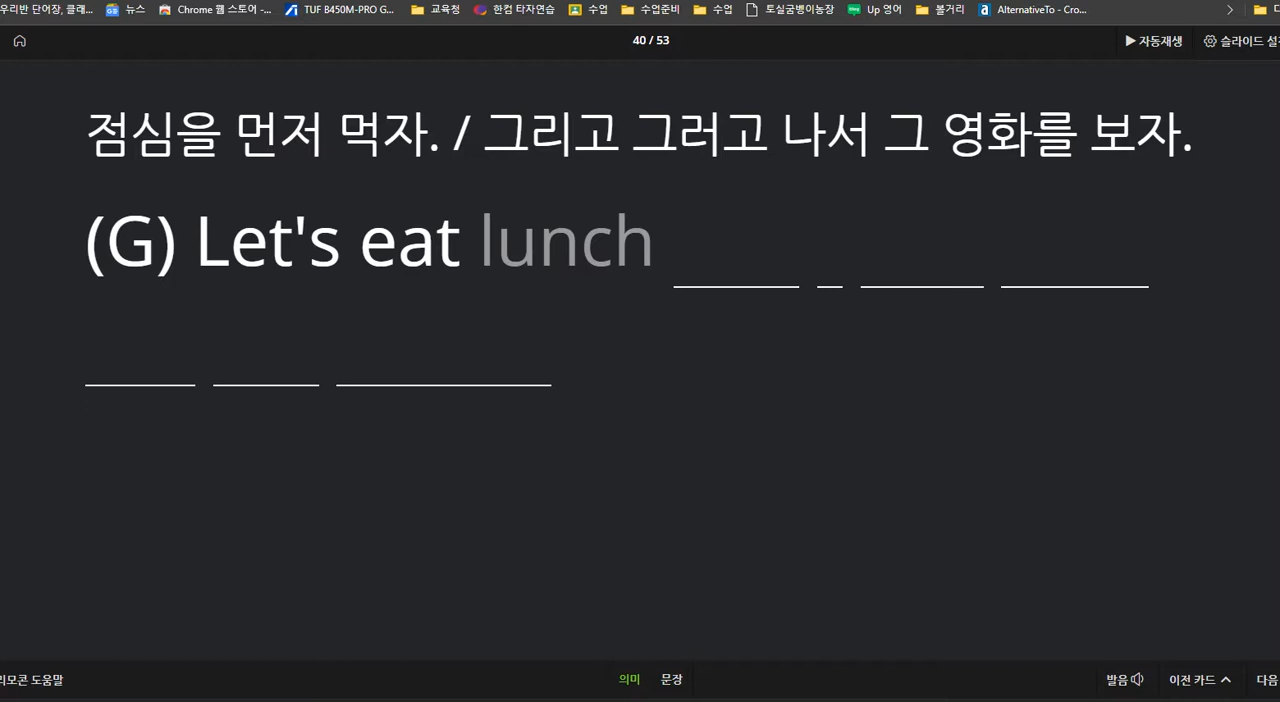 우리반 단어장, 클래... 뉴스 Chrome 웹 스토어 -... TUF B450M-PRO G... 교육청 한컴 타자연습 수업 수업준비 수업 토실굼벵이농장 Up 영어 볼거리 AlternativeTo - Cro...
40 / 53 자동재생 슬라이드
점심을 먼저 먹자. / 그리고 그러고 나서 그 영화를 보자.
(G) Let's eat lunch
리모콘 도움말 의미 문장 발음 이전 카드 다음